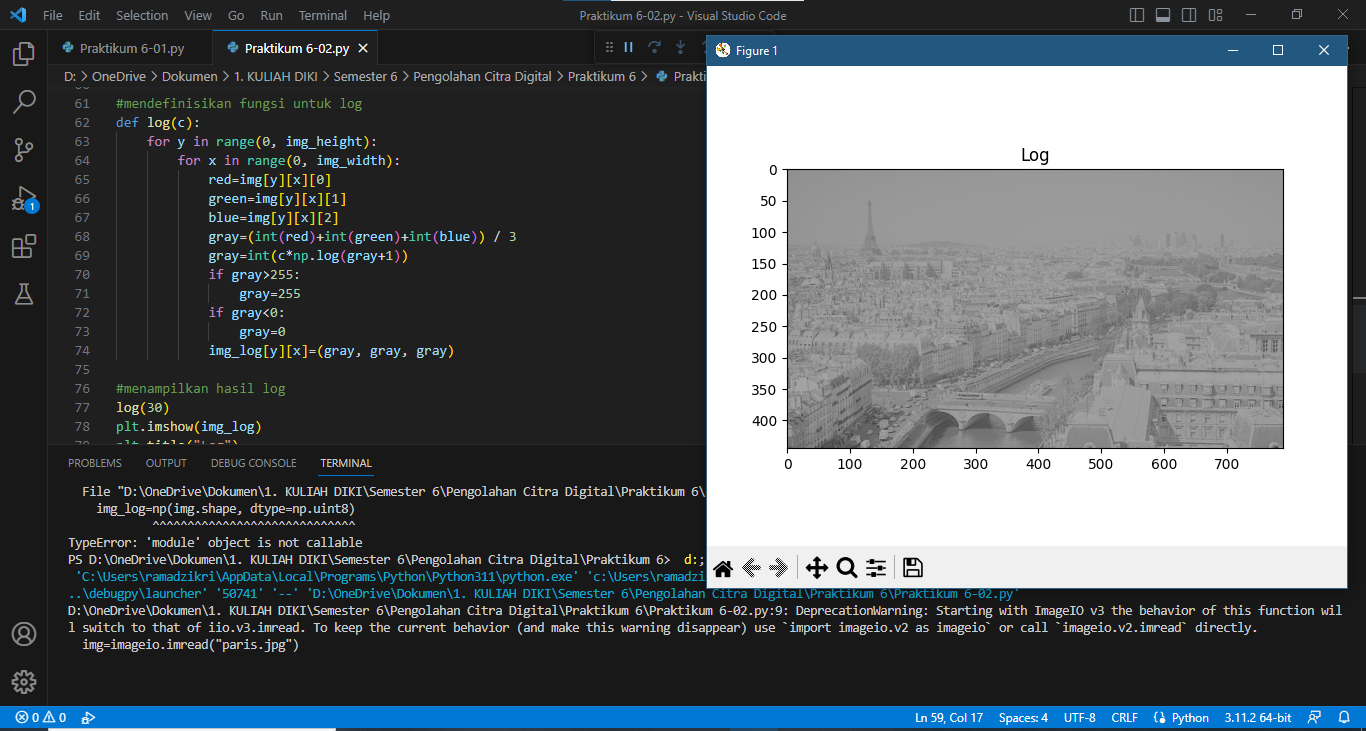 File Edit Selection View Go Run Terminal Help Praktikum 6-02.py - Visual Studio Code
Praktikum 6-01.py Praktikum 6-02.py
D: > OneDrive > Dokumen > 1. KULIAH DIKI > Semester 6 > Pengolahan Citra Digital > Praktikum 6 >
61 #mendefinisikan fungsi untuk log
62 def log(c):
63 for y in range(0, img_height):
64 for x in range(0, img_width):
65 red=img[y][x][0]
66 green=img[y][x][1]
67 blue=img[y][x][2]
68 gray=(int(red)+int(green)+int(blue)) / 3
69 gray=int(c*np.log(gray+1))
70 if gray>255:
71 gray=255
72 if gray<0:
73 gray=0
74 img_log[y][x]=(gray, gray, gray)
75
76 #menampilkan hasil log
77 log(30)
78 plt.imshow(img_log)
79 plt.title("Log")
Figure 1
Log
0
50
100
150
200
250
300
350
400
0 100 200 300 400 500 600 700
PROBLEMS OUTPUT DEBUG CONSOLE TERMINAL
File "D:\OneDrive\Dokumen\1. KULIAH DIKI\Semester 6\Pengolahan Citra Digital\Praktikum 6\
img_log=np(img.shape, dtype=np.uint8)
^^^^^^^^^^^^^^^^^^^^^^^^^^^^^
TypeError: 'module' object is not callable
PS D:\OneDrive\Dokumen\1. KULIAH DIKI\Semester 6\Pengolahan Citra Digital\Praktikum 6> d:;
'C:\Users\ramadzikri\AppData\Local\Programs\Python\Python311\python.exe' 'c:\Users\ramadzi
..\debugpy\launcher' '50741' '--' 'D:\OneDrive\Dokumen\1. KULIAH DIKI\Semester 6\Pengolahan Citra Digital\Praktikum 6\Praktikum 6-02.py'
D:\OneDrive\Dokumen\1. KULIAH DIKI\Semester 6\Pengolahan Citra Digital\Praktikum 6\Praktikum 6-02.py:9: DeprecationWarning: Starting with ImageIO v3 the behavior of this function wil
l switch to that of iio.v3.imread. To keep the current behavior (and make this warning disappear) use `import imageio.v2 as imageio` or call `imageio.v2.imread` directly.
img=imageio.imread("paris.jpg")
1
0 0 Ln 59, Col 17 Spaces: 4 UTF-8 CRLF Python 3.11.2 64-bit